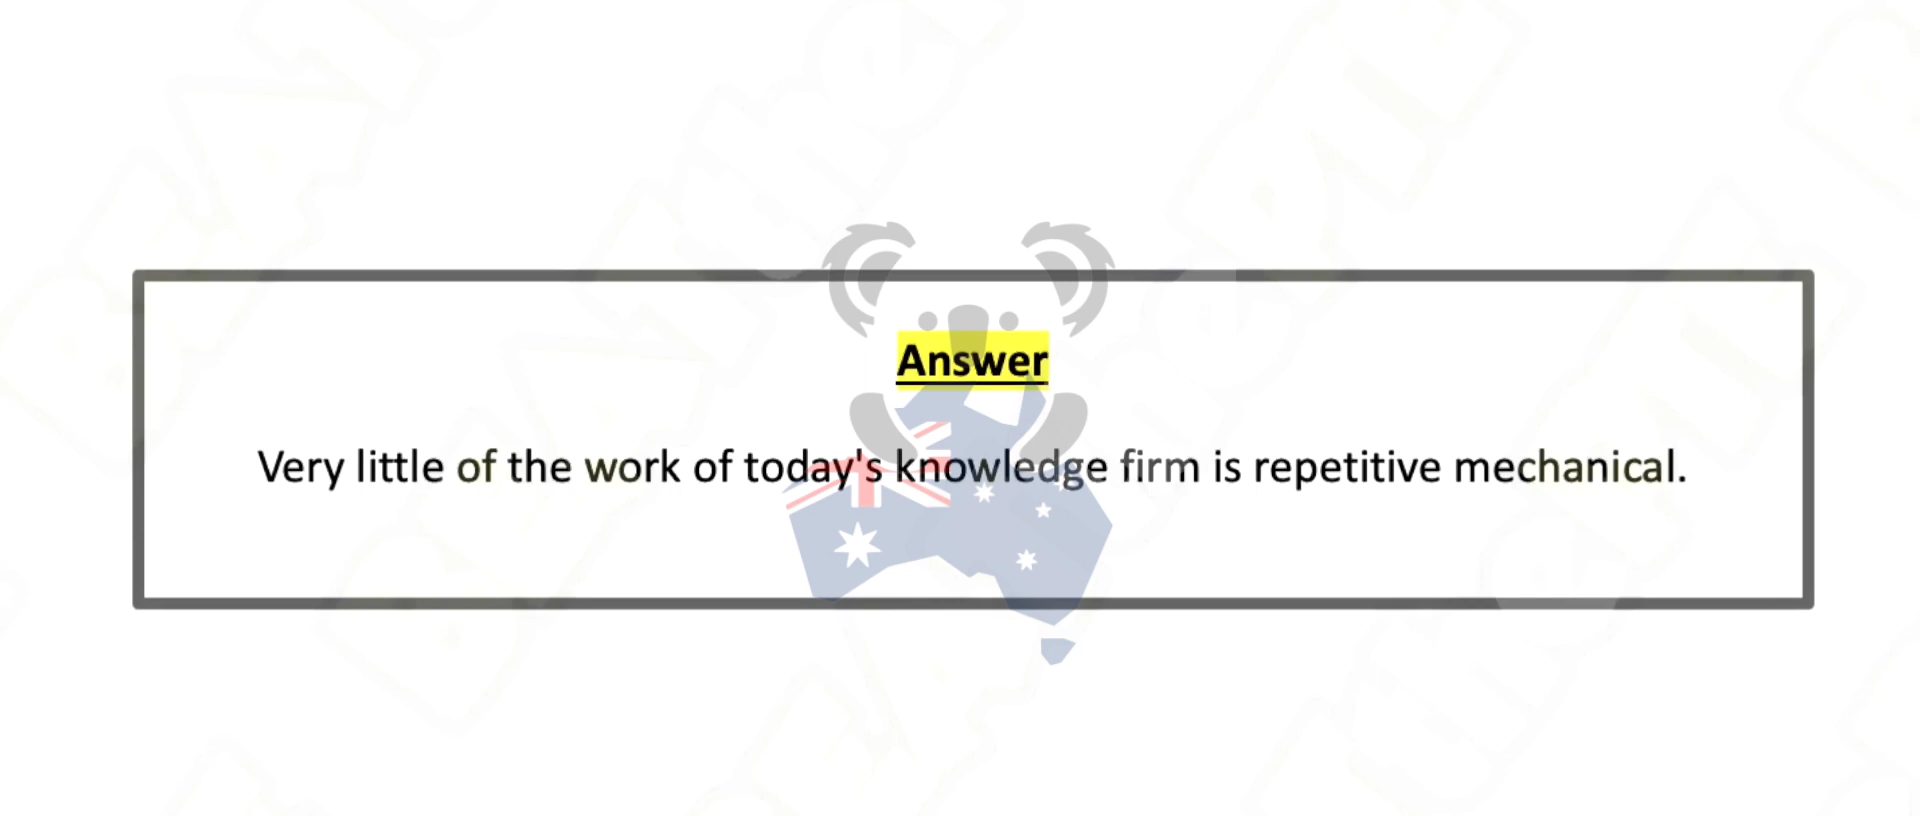 Answer
Very little of the work of today's knowledge firm is repetitive mechanical.